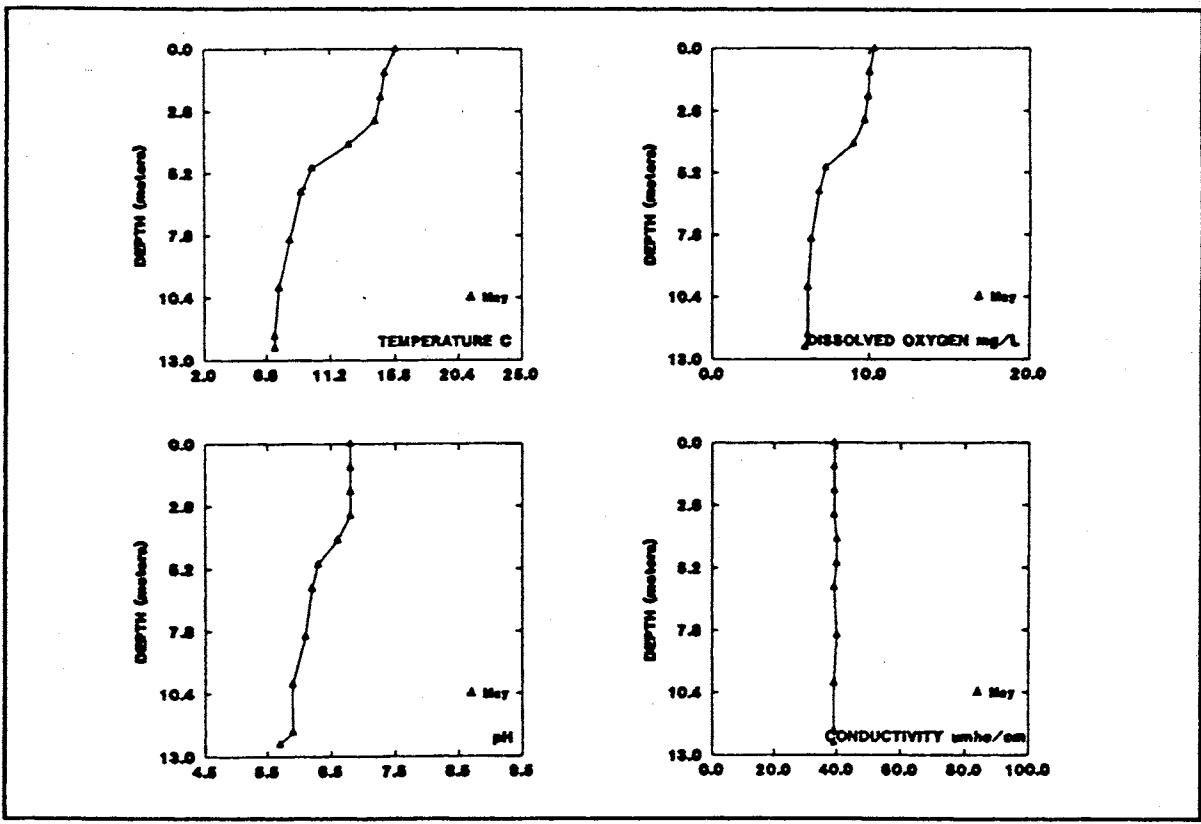 0.0
2.6
5.2
7.8
10.4
13.0
DEPTH (meters)
May
TEMPERATURE C
2.0 6.6 11.2 15.8 20.4 25.0
0.0
2.6
5.2
7.8
10.4
13.0
DEPTH (meters)
May
DISSOLVED OXYGEN mg/L
0.0 10.0 20.0
0.0
2.6
5.2
7.8
10.4
13.0
DEPTH (meters)
May
pH
4.5 5.5 6.5 7.5 8.5 9.5
0.0
2.6
5.2
7.8
10.4
13.0
DEPTH (meters)
May
CONDUCTIVITY umho/cm
0.0 20.0 40.0 60.0 80.0 100.0